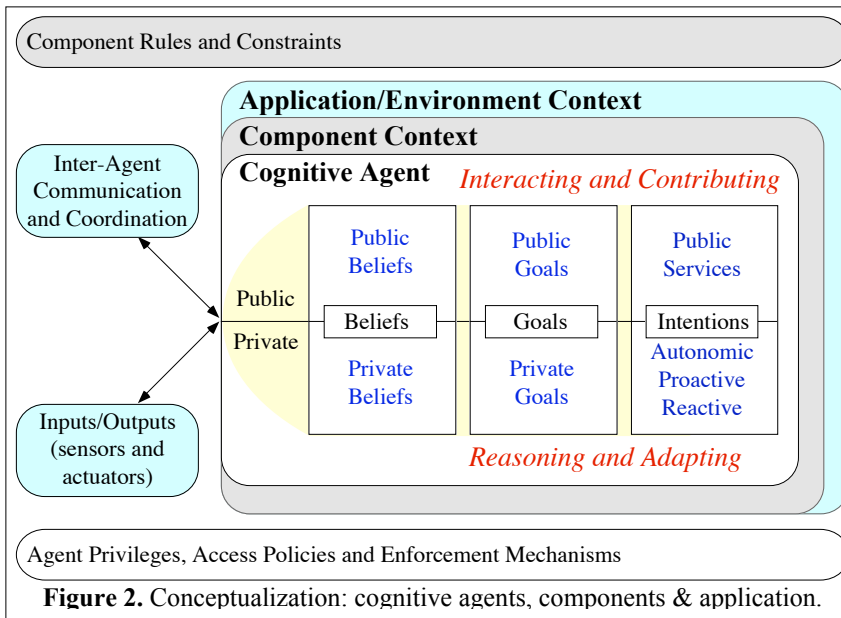 Component Rules and Constraints
Application/Environment Context
Component Context
Cognitive Agent
Interacting and Contributing
Inter-Agent
Communication
and Coordination
Public
Beliefs
Public
Goals
Public
Services
Public
Private
Beliefs
Goals
Intentions
Private
Beliefs
Private
Goals
Autonomic
Proactive
Reactive
Inputs/Outputs
(sensors and
actuators)
Reasoning and Adapting
Agent Privileges, Access Policies and Enforcement Mechanisms
Figure 2. Conceptualization: cognitive agents, components & application.